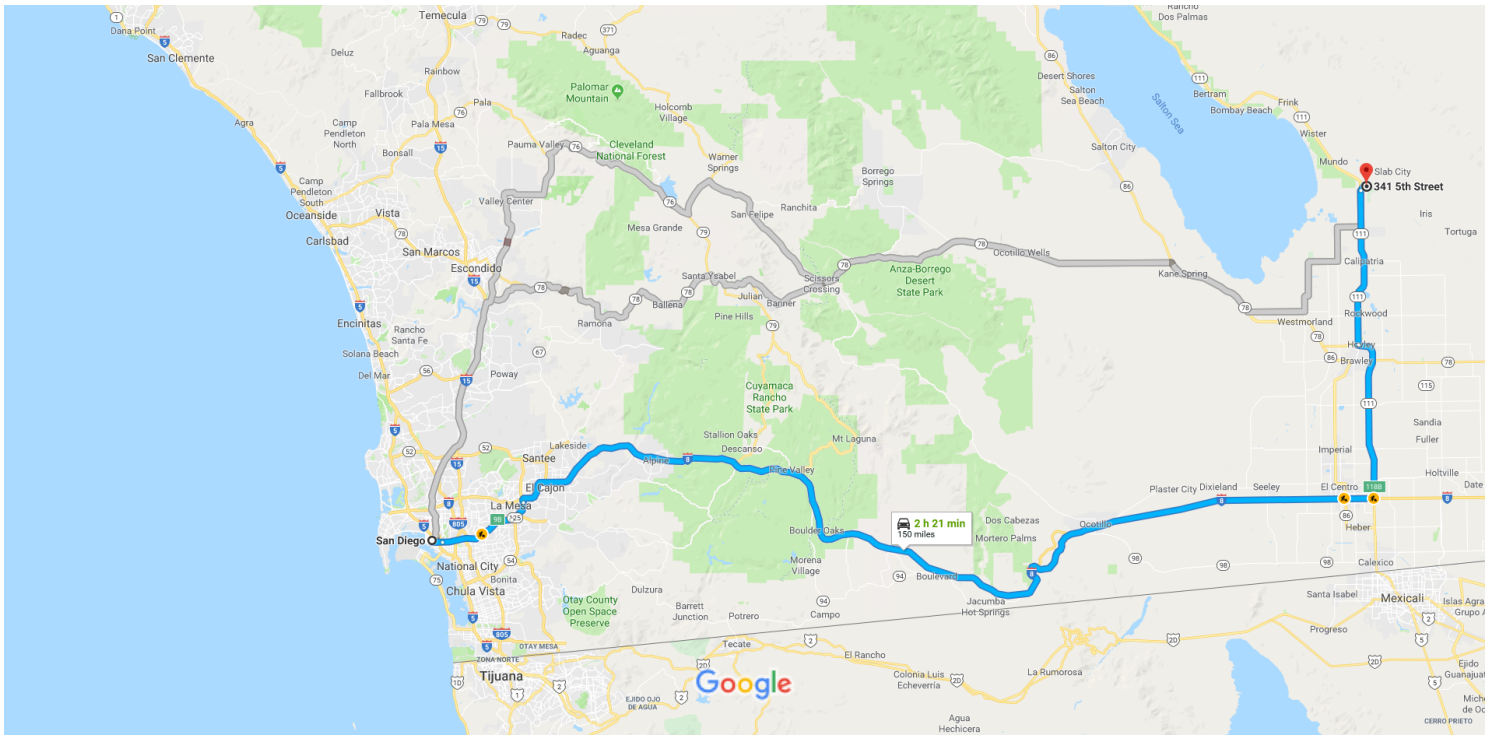 Temecula
Rancho
Dos Palmas
Dana Point
San Clemente
Deluz
Radec
Aguanga
Rainbow
Fallbrook
Palomar
Mountain
Desert Shores
Salton
Sea Beach
Salton Sea
Bertram
Frink
Bombay Beach
Agra
Camp
Pendleton
North
Pala
Pala Mesa
Holcomb
Village
Wister
Bonsall
Pauma Valley
Cleveland
National Forest
Warner
Springs
Salton City
Mundo
Slab City
341 5th Street
Camp
Pendleton
South
Oceanside
Vista
Valley Center
Borrego
Springs
San Felipe
Ranchita
Iris
Tortuga
Carlsbad
San Marcos
Mesa Grande
Ocotillo Wells
Escondido
Santa Ysabel
Scissors
Crossing
Anza-Borrego
Desert
State Park
Kane Spring
Calipatria
Ballena
Julian
Banner
Encinitas
Rancho
Santa Fe
Ramona
Pine Hills
Westmorland
Rockwood
Solana Beach
Hovley
Brawley
Del Mar
Poway
Cuyamaca
Rancho
State Park
Sandia
Fuller
Stallion Oaks
Descanso
Mt Laguna
Lakeside
Santee
Alpine
Pine Valley
Imperial
Holtville
El Cajon
Plaster City
Dixieland
Seeley
El Centro
118B
Date
La Mesa
9B
San Diego
2 h 21 min
150 miles
Boulder Oaks
Dos Cabezas
Mortero Palms
Ocotillo
Heber
National City
Bonita
Morena
Village
Boulevard
Calexico
Chula Vista
Dulzura
Otay County
Open Space
Preserve
Barrett
Junction
Potrero
Campo
Jacumba
Hot Springs
Santa Isabel
Mexicali
Islas Agra
Grupo A
Progreso
OTAY MESA
ZONA NORTE
Tecate
El Rancho
Tijuana
Google
Colonia Luis
Echeverría
La Rumorosa
Ejido
Guanajuat
EJIDO OJO
DE AGUA
Agua
Hechicera
Mich
de Oc
CERRO PRIETO